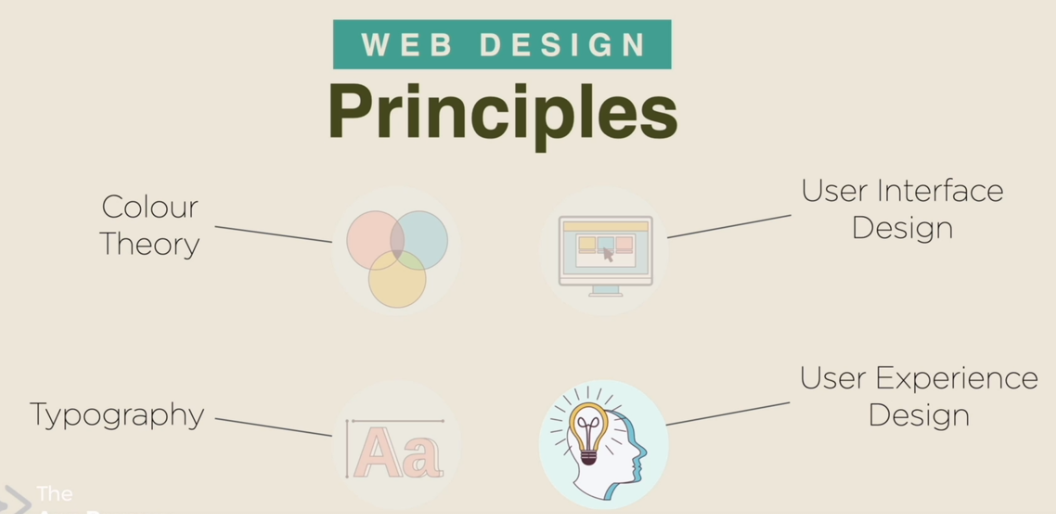 WEB DESIGN
Principles
Colour
Theory
User Interface
Design
Typography
Aa
User Experience
Design
The